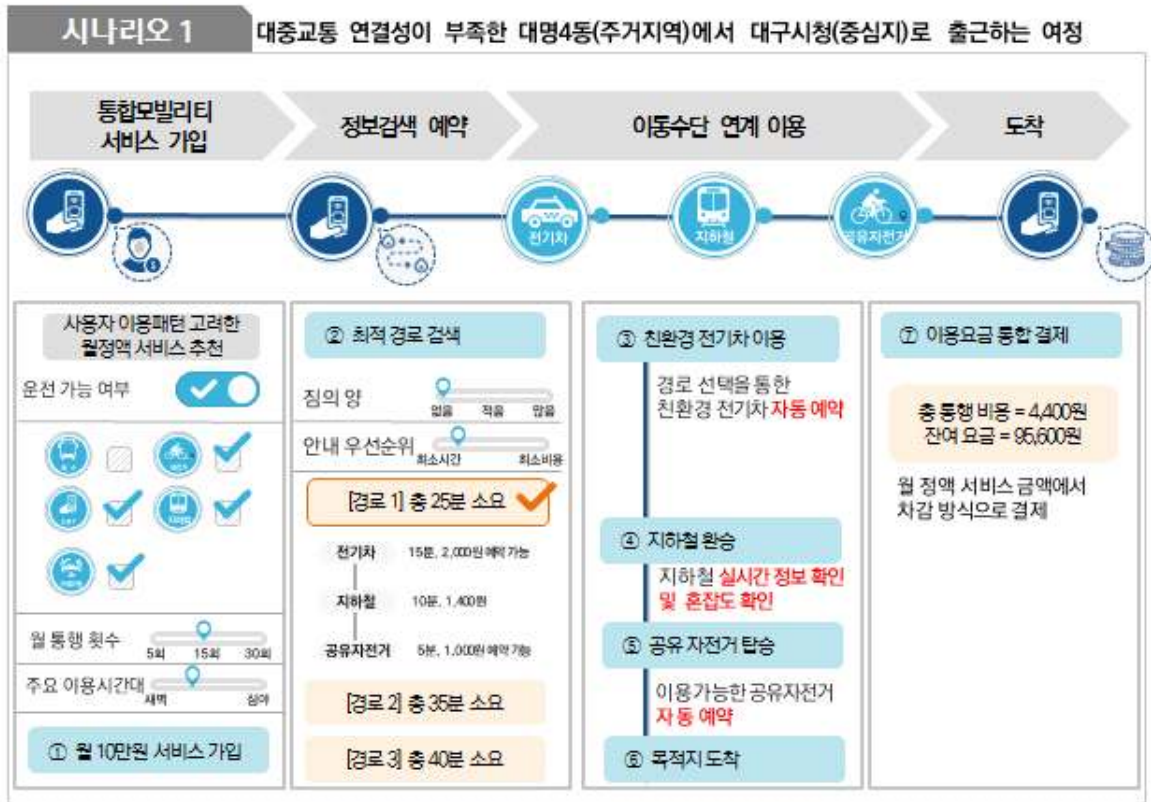 시나리오 1
대중교통 연결성이 부족한 대명4동(주거지역)에서 대구시청(중심지)로 출근하는 여정
통합모빌리티
서비스 가입
정보검색 예약
이동수단 연계 이용
도착
전기차
지하철
공유자전거
사용자 이용패턴 고려한
월정액 서비스 추천
운전 가능 여부
월 통행 횟수
5회 15회 30회
주요 이용시간대
새벽 심야
① 월 10만원 서비스 가입
② 최적 경로 검색
짐의 양
없음 적음 많음
안내 우선순위
최소시간 최소비용
[경로 1] 총 25분 소요
전기차 15분, 2,000원 예약 가능
지하철 10분, 1,400원
공유자전거 5분, 1,000원 예약 가능
[경로 2] 총 35분 소요
[경로 3] 총 40분 소요
③ 친환경 전기차 이용
경로 선택을 통한
친환경 전기차 자동 예약
④ 지하철 환승
지하철 실시간 정보 확인
및 혼잡도 확인
⑤ 공유 자전거 탑승
이용가능한 공유자전거
자동 예약
⑥ 목적지 도착
⑦ 이용요금 통합 결제
총 통행 비용 = 4,400원
잔여 요금 = 95,600원
월 정액 서비스 금액에서
차감 방식으로 결제